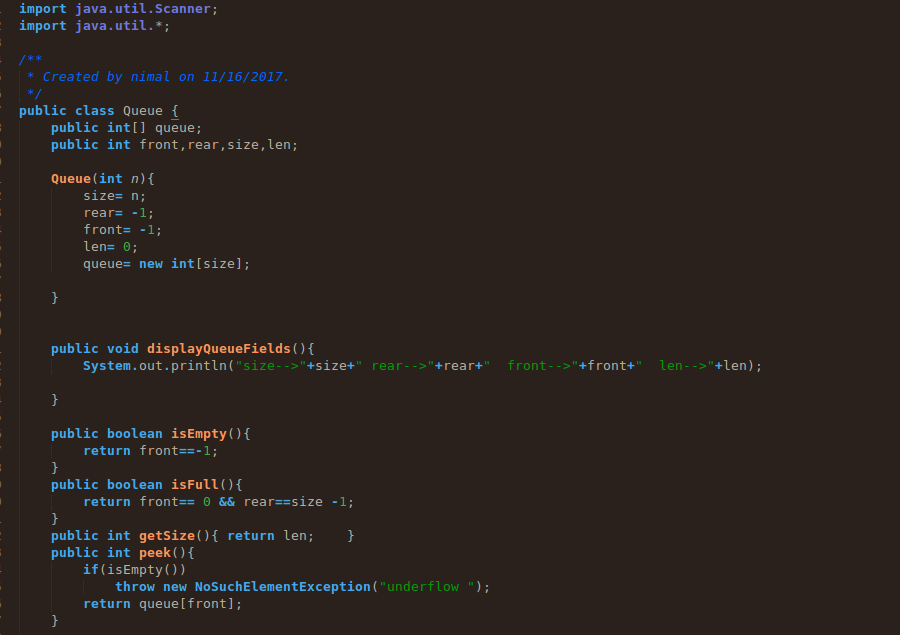 import java.util.Scanner;
import java.util.*;
/**
* Created by nimal on 11/16/2017.
*/
public class Queue {
public int[] queue;
public int front,rear,size,len;
Queue(int n){
size= n;
rear= -1;
front= -1;
len= 0;
queue= new int[size];
}
public void displayQueueFields(){
System.out.println("size-->"+size+" rear-->"+rear+"  front-->"+front+"  len-->"+len);
}
public boolean isEmpty(){
return front==-1;
}
public boolean isFull(){
return front== 0 && rear==size -1;
}
public int getSize(){ return len;    }
public int peek(){
if(isEmpty())
throw new NoSuchElementException("underflow ");
return queue[front];
}